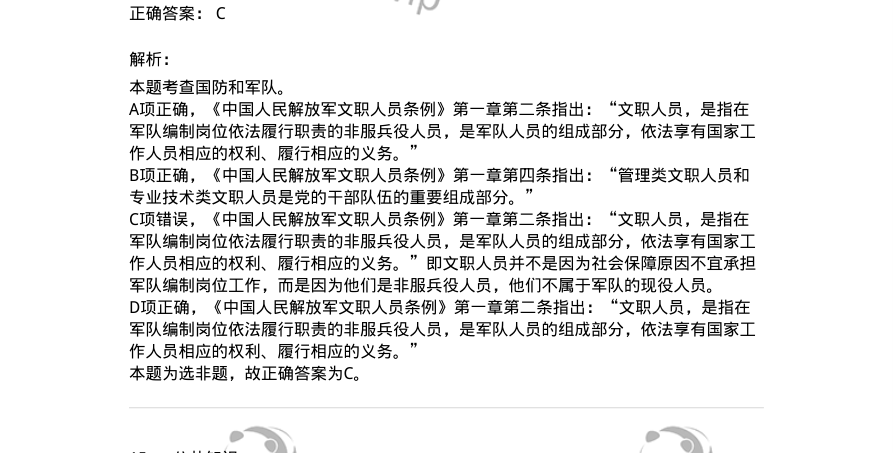 正确答案： C
解析：
本题考查国防和军队。
A项正确，《中国人民解放军文职人员条例》第一章第二条指出：“文职人员，是指在
军队编制岗位依法履行职责的非服兵役人员，是军队人员的组成部分，依法享有国家工
作人员相应的权利、履行相应的义务。”
B项正确，《中国人民解放军文职人员条例》第一章第四条指出：“管理类文职人员和
专业技术类文职人员是党的干部队伍的重要组成部分。”
C项错误，《中国人民解放军文职人员条例》第一章第二条指出：“文职人员，是指在
军队编制岗位依法履行职责的非服兵役人员，是军队人员的组成部分，依法享有国家工
作人员相应的权利、履行相应的义务。”即文职人员并不是因为社会保障原因不宜承担
军队编制岗位工作，而是因为他们是非服兵役人员，他们不属于军队的现役人员。
D项正确，《中国人民解放军文职人员条例》第一章第二条指出：“文职人员，是指在
军队编制岗位依法履行职责的非服兵役人员，是军队人员的组成部分，依法享有国家工
作人员相应的权利、履行相应的义务。”
本题为选非题，故正确答案为C。